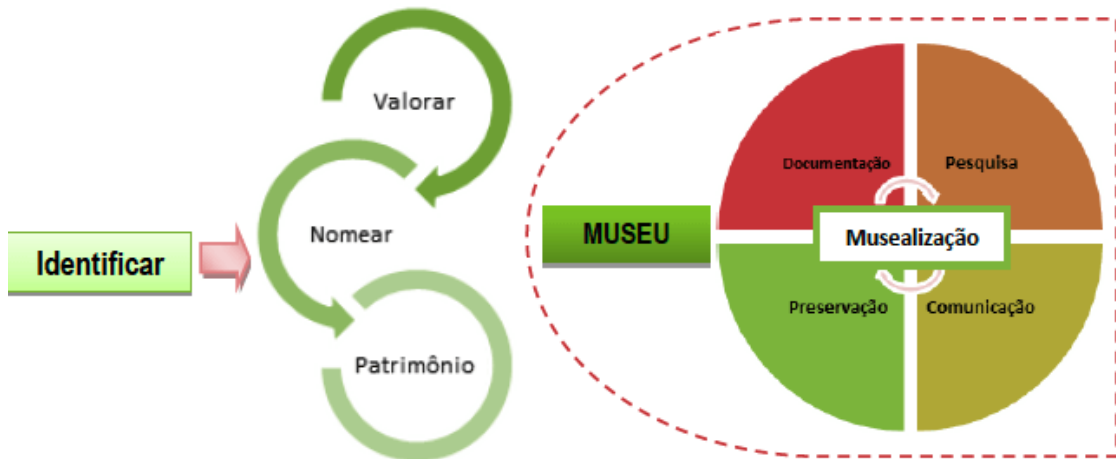 Identificar
Valorar
Nomear
Patrimônio
MUSEU
Documentação
Pesquisa
Musealização
Preservação
Comunicação